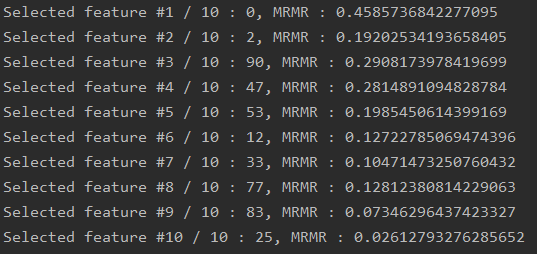 Selected feature #1 / 10 : 0, MRMR : 0.4585736842277095
Selected feature #2 / 10 : 2, MRMR : 0.19202534193658405
Selected feature #3 / 10 : 90, MRMR : 0.2908173978419699
Selected feature #4 / 10 : 47, MRMR : 0.2814891094828784
Selected feature #5 / 10 : 53, MRMR : 0.1985450614399169
Selected feature #6 / 10 : 12, MRMR : 0.12722785069474396
Selected feature #7 / 10 : 33, MRMR : 0.10471473250760432
Selected feature #8 / 10 : 77, MRMR : 0.12812380814229063
Selected feature #9 / 10 : 83, MRMR : 0.07346296437423327
Selected feature #10 / 10 : 25, MRMR : 0.02612793276285652